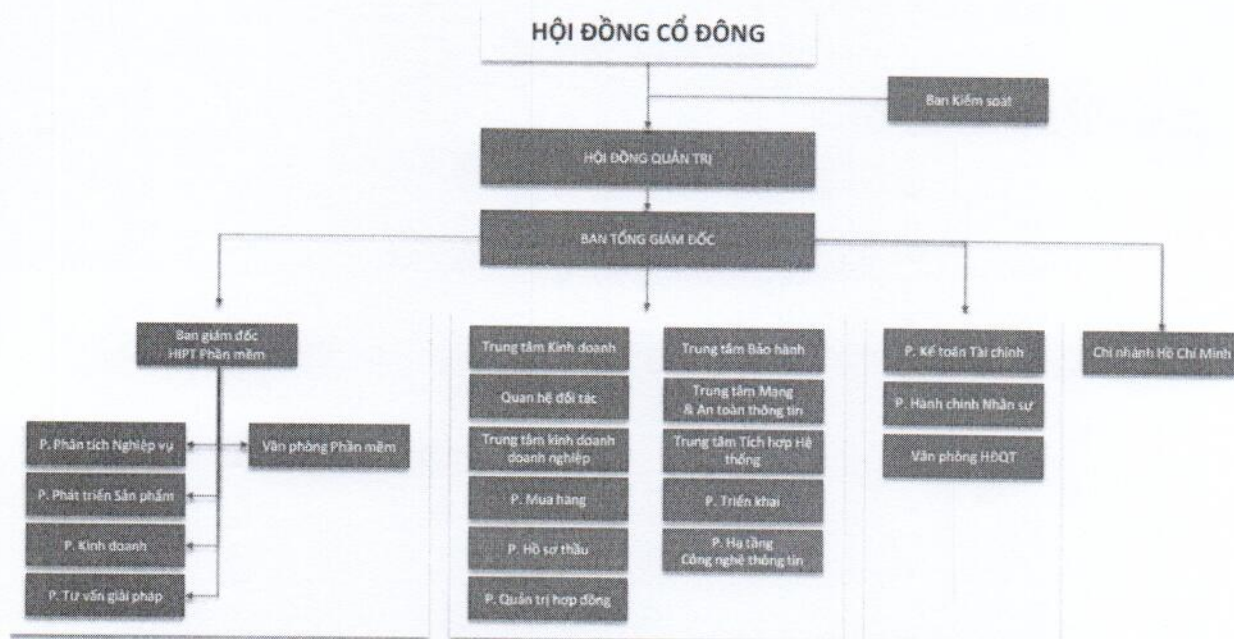 HỘI ĐỒNG CỔ ĐÔNG
Ban Kiểm soát
HỘI ĐỒNG QUẢN TRỊ
BAN TỔNG GIÁM ĐỐC
Ban giám đốc
HIPT Phần mềm
P. Phân tích Nghiệp vụ
Văn phòng Phần mềm
P. Phát triển Sản phẩm
P. Kinh doanh
P. Tư vấn giải pháp
Trung tâm Kinh doanh
Quan hệ đối tác
Trung tâm kinh doanh
doanh nghiệp
P. Mua hàng
P. Hồ sơ thầu
P. Quản trị hợp đồng
Trung tâm Bảo hành
Trung tâm Mạng
& An toàn thông tin
Trung tâm Tích hợp Hệ
thống
P. Triển khai
P. Hạ tầng
Công nghệ thông tin
P. Kế toán Tài chính
P. Hành chính Nhân sự
Văn phòng HĐQT
Chi nhánh Hồ Chí Minh